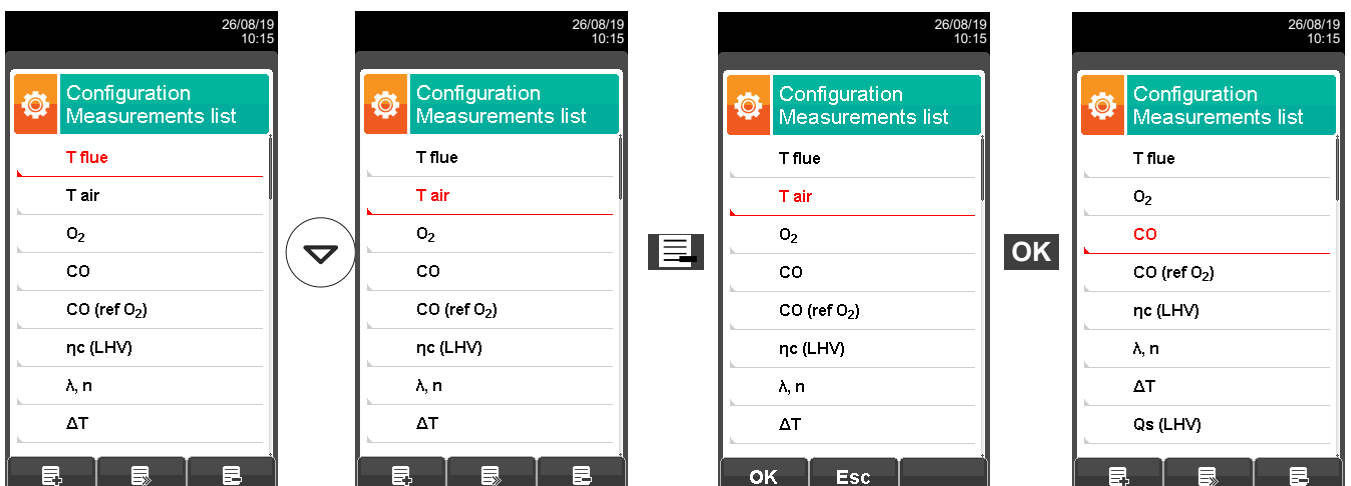 26/08/19
10:15
Configuration
Measurements list
T flue
T air
O₂
CO
CO (ref O₂)
ηc (LHV)
λ, n
ΔT
26/08/19
10:15
Configuration
Measurements list
T flue
T air
O₂
CO
CO (ref O₂)
ηc (LHV)
λ, n
ΔT
26/08/19
10:15
Configuration
Measurements list
T flue
T air
O₂
CO
CO (ref O₂)
ηc (LHV)
λ, n
ΔT
OK Esc
OK
26/08/19
10:15
Configuration
Measurements list
T flue
O₂
CO
CO (ref O₂)
ηc (LHV)
λ, n
ΔT
Qs (LHV)